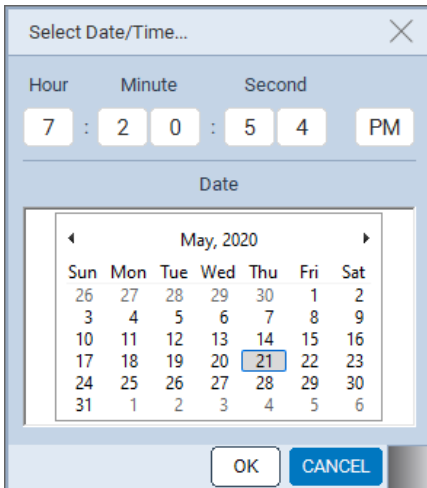 Select Date/Time...
Hour Minute Second
7 : 2 0 : 5 4 PM
Date
May, 2020
Sun Mon Tue Wed Thu Fri Sat
26 27 28 29 30 1 2
3 4 5 6 7 8 9
10 11 12 13 14 15 16
17 18 19 20 21 22 23
24 25 26 27 28 29 30
31 1 2 3 4 5 6
OK CANCEL